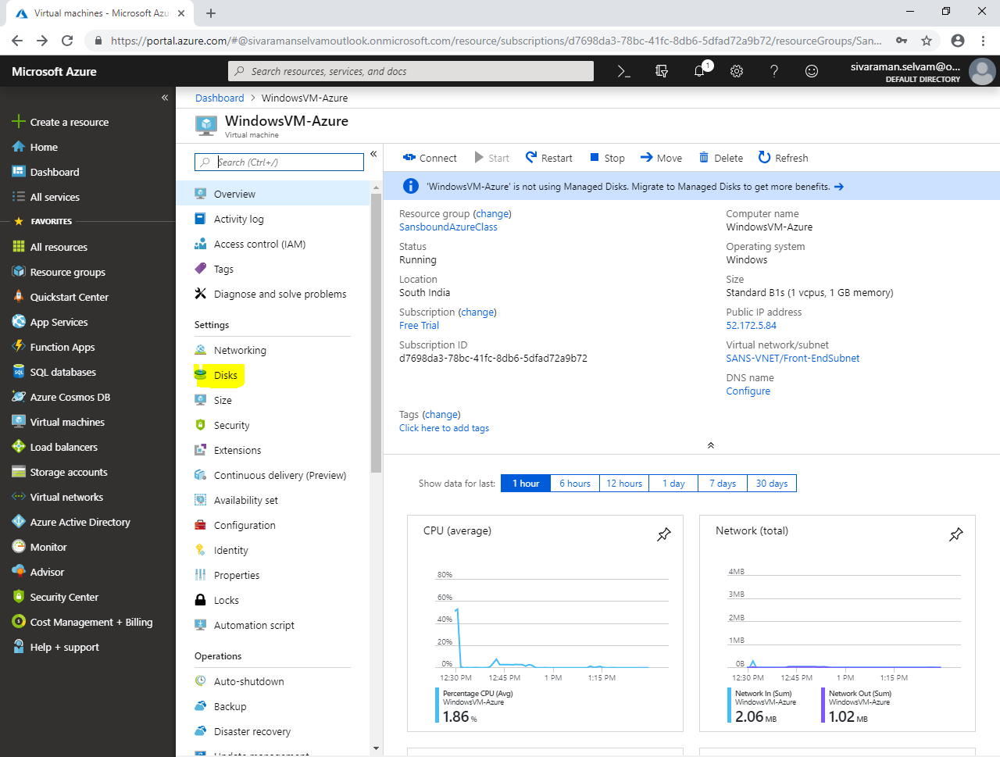 Virtual machines - Microsoft Azu
https://portal.azure.com/#@sivaramanselvamoutlook.onmicrosoft.com/resource/subscriptions/d7698da3-78bc-41fc-8db6-5dfad72a9b72/resourceGroups/San...
Microsoft Azure
Search resources, services, and docs
1
sivaraman.selvam@o...
DEFAULT DIRECTORY
Create a resource
Home
Dashboard
All services
FAVORITES
All resources
Resource groups
Quickstart Center
App Services
Function Apps
SQL databases
Azure Cosmos DB
Virtual machines
Load balancers
Storage accounts
Virtual networks
Azure Active Directory
Monitor
Advisor
Security Center
Cost Management + Billing
Help + support
Dashboard > WindowsVM-Azure
WindowsVM-Azure
Virtual machine
Search (Ctrl+/)
Overview
Activity log
Access control (IAM)
Tags
Diagnose and solve problems
Settings
Networking
Disks
Size
Security
Extensions
Continuous delivery (Preview)
Availability set
Configuration
Identity
Properties
Locks
Automation script
Operations
Auto-shutdown
Backup
Disaster recovery
Update management
Connect Start Restart Stop Move Delete Refresh
'WindowsVM-Azure' is not using Managed Disks. Migrate to Managed Disks to get more benefits. →
Resource group (change)
SansboundAzureClass
Status
Running
Location
South India
Subscription (change)
Free Trial
Subscription ID
d7698da3-78bc-41fc-8db6-5dfad72a9b72
Computer name
WindowsVM-Azure
Operating system
Windows
Size
Standard B1s (1 vcpus, 1 GB memory)
Public IP address
52.172.5.84
Virtual network/subnet
SANS-VNET/Front-EndSubnet
DNS name
Configure
Tags (change)
Click here to add tags
Show data for last: 1 hour 6 hours 12 hours 1 day 7 days 30 days
CPU (average)
80%
60%
40%
20%
0%
12:30 PM 12:45 PM 1 PM 1:15 PM
Percentage CPU (Avg)
WindowsVM-Azure
1.86 %
Network (total)
4MB
3MB
2MB
1MB
0B
12:30 PM 12:45 PM 1 PM 1:15 PM
Network In (Sum)
WindowsVM-Azure
2.06 MB
Network Out (Sum)
WindowsVM-Azure
1.02 MB